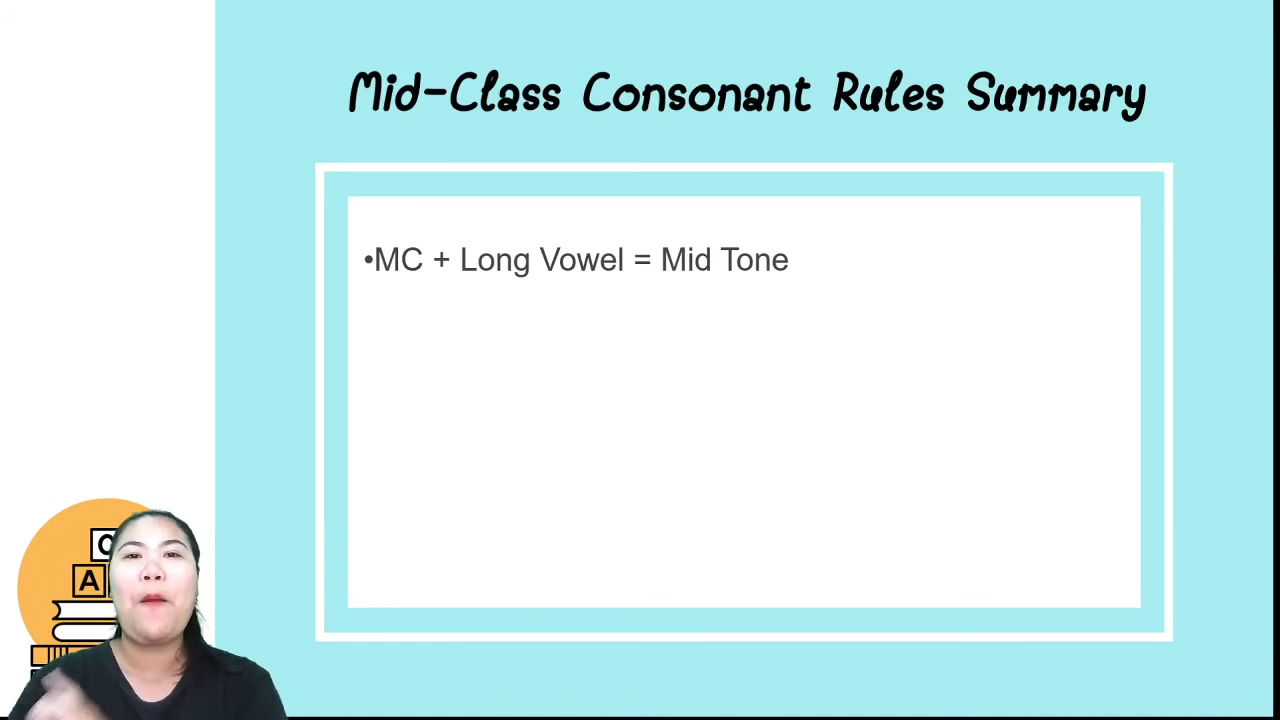 Mid-Class Consonant Rules Summary
•MC + Long Vowel = Mid Tone
A